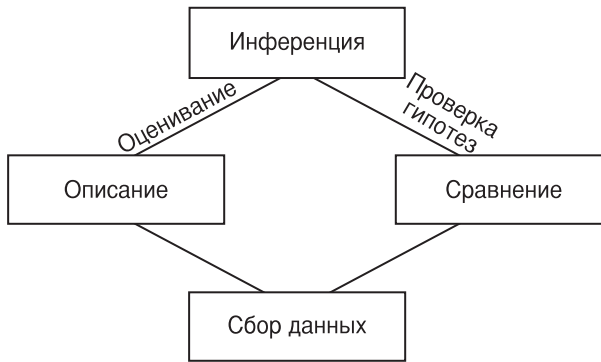 Инференция
Оценивание
Проверка
гипотез
Описание
Сравнение
Сбор данных